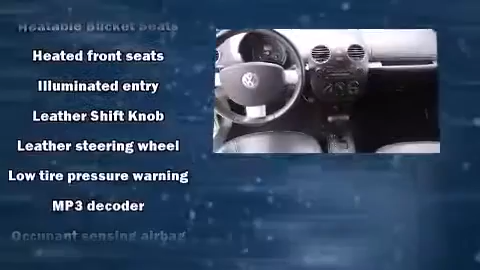 Heatable Bucket Seats
Heated front seats
Illuminated entry
Leather Shift Knob
Leather steering wheel
Low tire pressure warning
MP3 decoder
Occupant sensing airbag